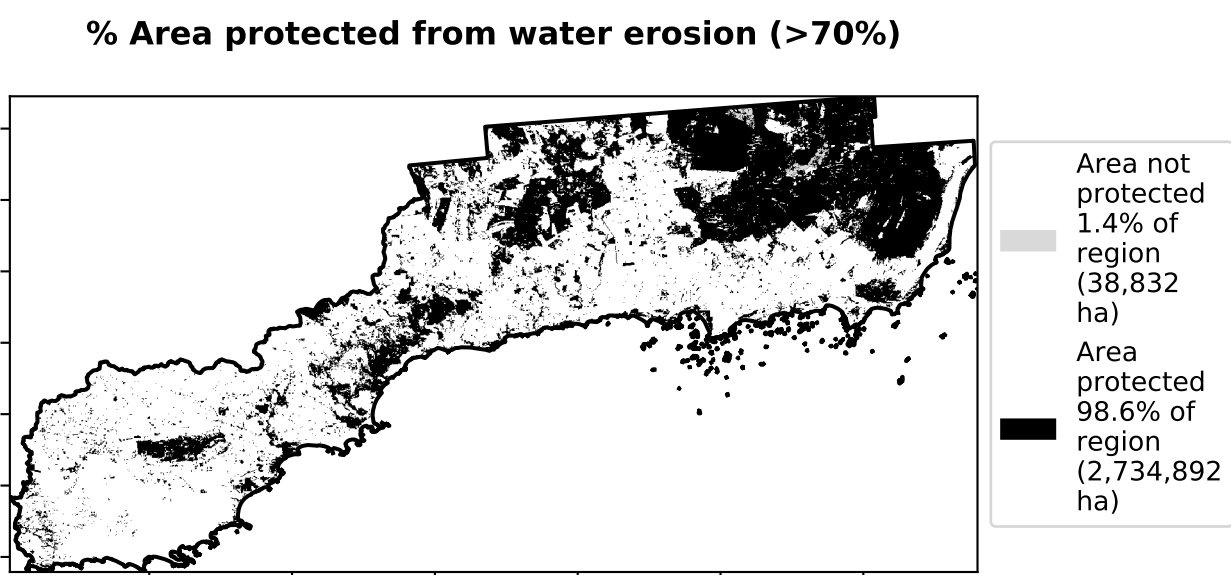 % Area protected from water erosion (>70%)
Area not
protected
1.4% of
region
(38,832
ha)
Area
protected
98.6% of
region
(2,734,892
ha)